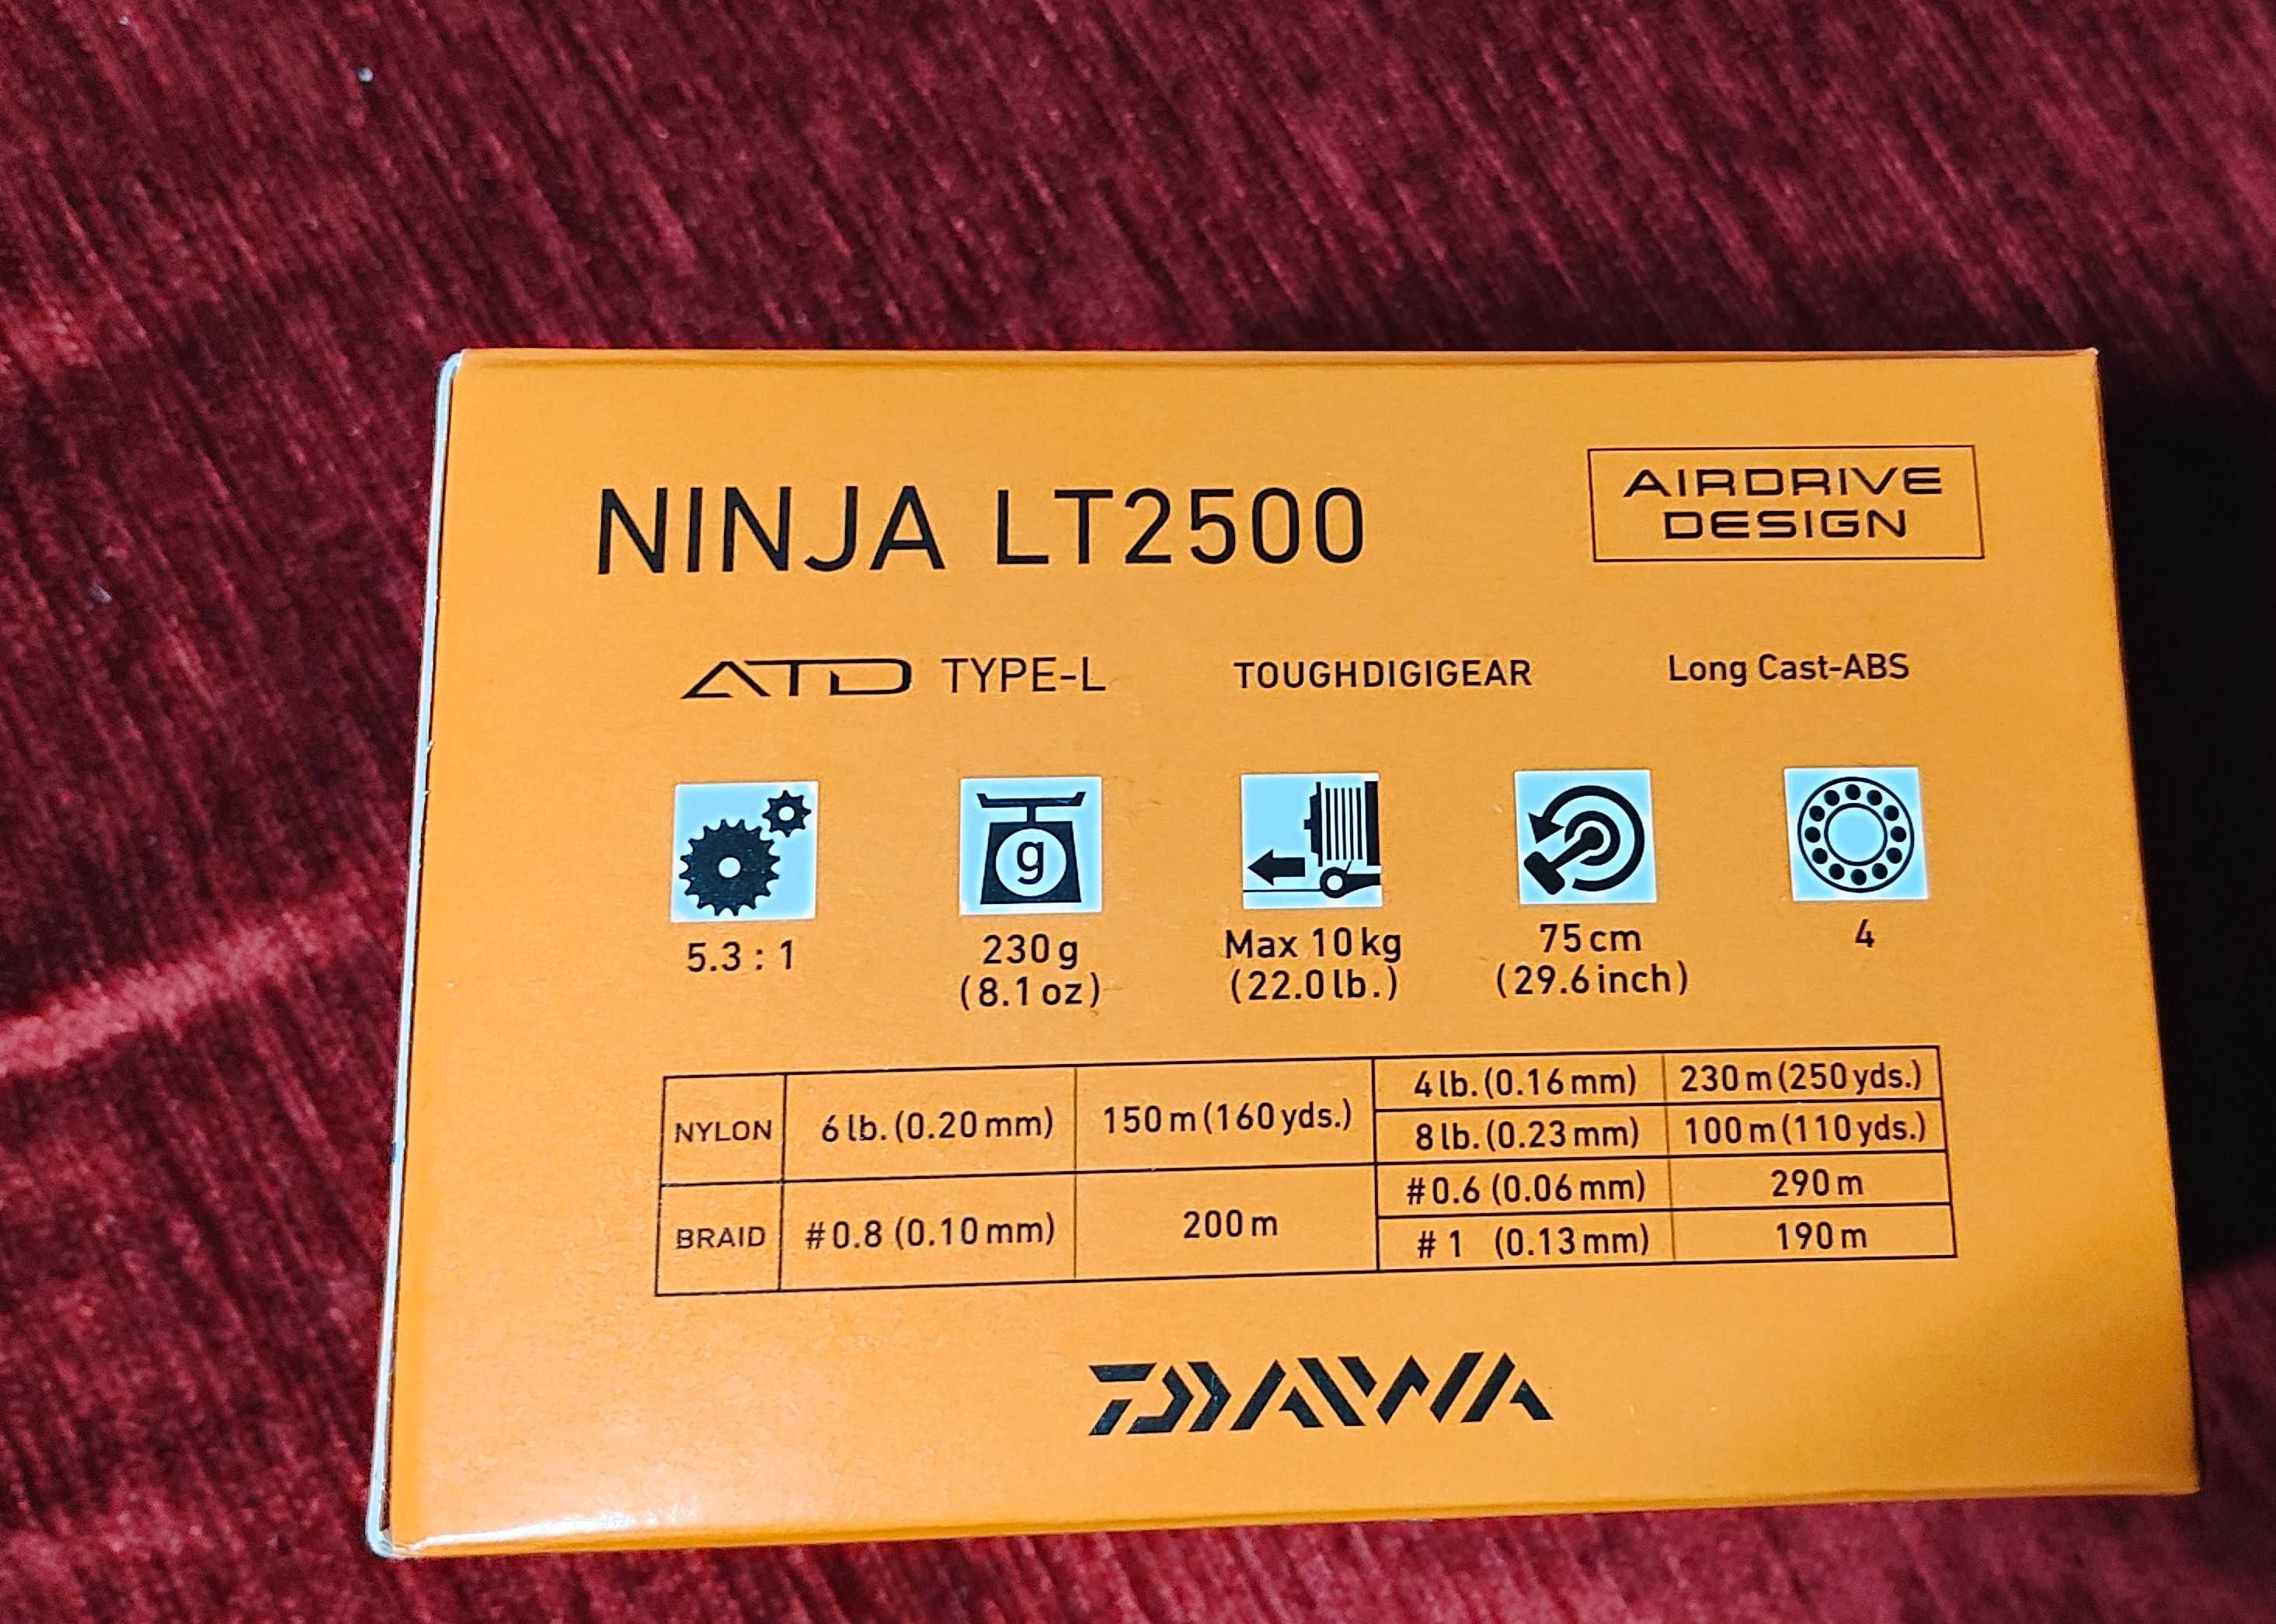 NINJA LT2500
AIRDRIVE
DESIGN
ATD TYPE-L
TOUGHDIGIGEAR
Long Cast-ABS
g
5.3 : 1
230 g
(8.1 oz)
Max 10 kg
(22.0 lb.)
75 cm
(29.6 inch)
4
NYLON 6 lb. (0.20 mm) 150 m (160 yds.) 4 lb. (0.16 mm) 230 m (250 yds.)
8 lb. (0.23 mm) 100 m (110 yds.)
BRAID #0.8 (0.10 mm) 200 m #0.6 (0.06 mm) 290 m
#1 (0.13 mm) 190 m
DAIWA